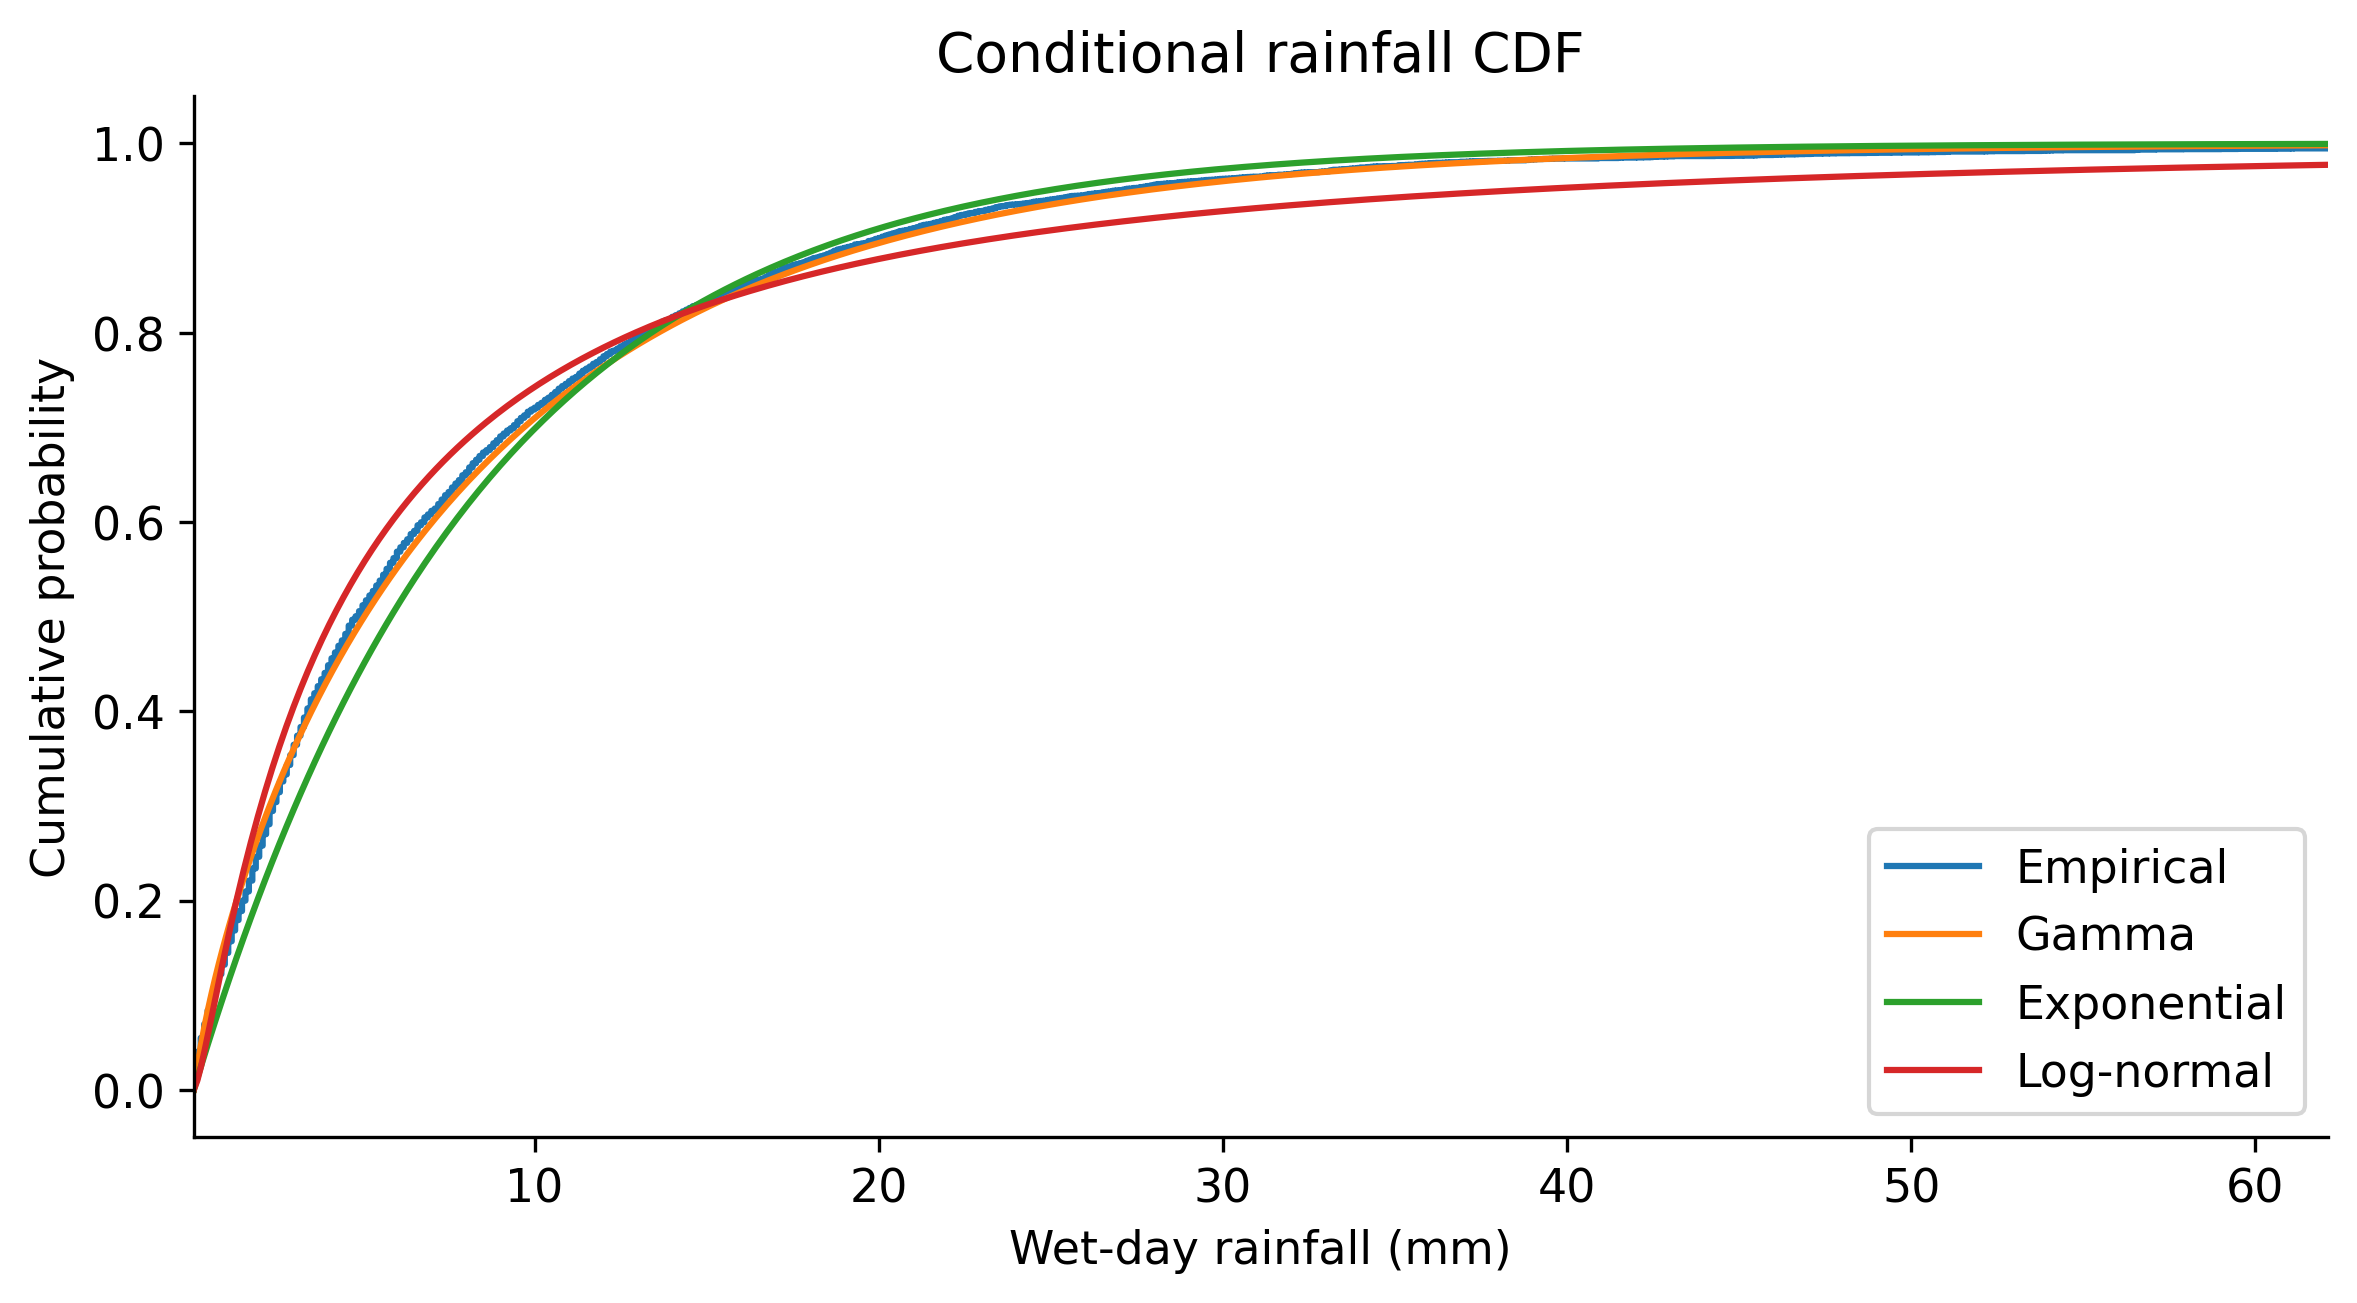 Conditional rainfall CDF
1.0
0.8
0.6
0.4
0.2
0.0
Cumulative probability
10 20 30 40 50 60
Wet-day rainfall (mm)
Empirical
Gamma
Exponential
Log-normal